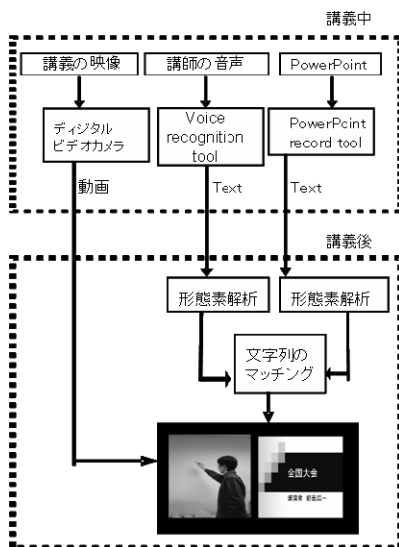 講義中
講義の映像
講師の音声
PowerPoint
ディジタル
ビデオカメラ
Voice
recognition
tool
PowerPoint
record tool
動画
Text
Text
講義後
形態素解析
形態素解析
文字列の
マッチング
全国大会